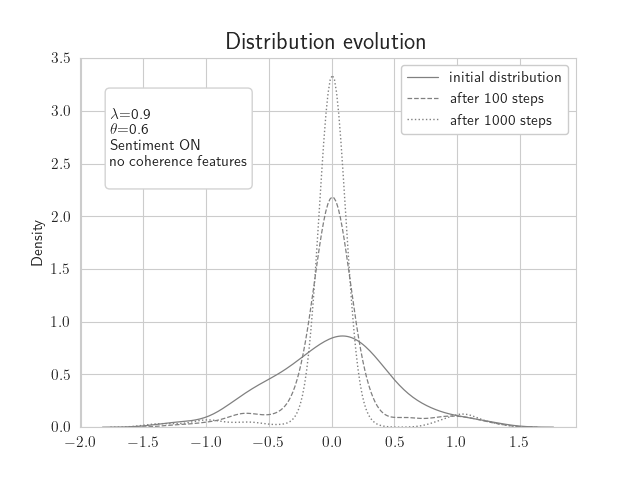 Distribution evolution
3.5
3.0
2.5
2.0
1.5
1.0
0.5
0.0
Density
λ=0.9
θ=0.6
Sentiment ON
no coherence features
initial distribution
after 100 steps
after 1000 steps
−2.0 −1.5 −1.0 −0.5 0.0 0.5 1.0 1.5